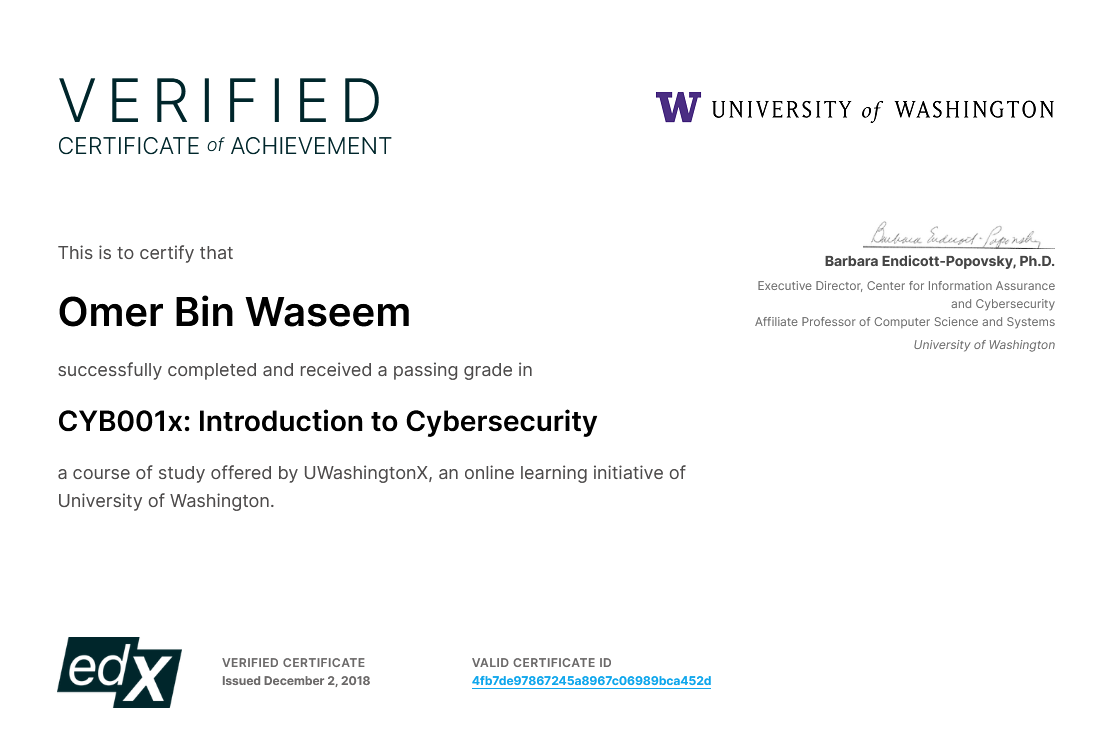 VERIFIED
CERTIFICATE of ACHIEVEMENT
W UNIVERSITY of WASHINGTON
This is to certify that
Omer Bin Waseem
successfully completed and received a passing grade in
CYB001x: Introduction to Cybersecurity
a course of study offered by UWashingtonX, an online learning initiative of
University of Washington.
Barbara Endicott-Popovsky
Barbara Endicott-Popovsky, Ph.D.
Executive Director, Center for Information Assurance
and Cybersecurity
Affiliate Professor of Computer Science and Systems
University of Washington
edX
VERIFIED CERTIFICATE
Issued December 2, 2018
VALID CERTIFICATE ID
4fb7de97867245a8967c06989bca452d